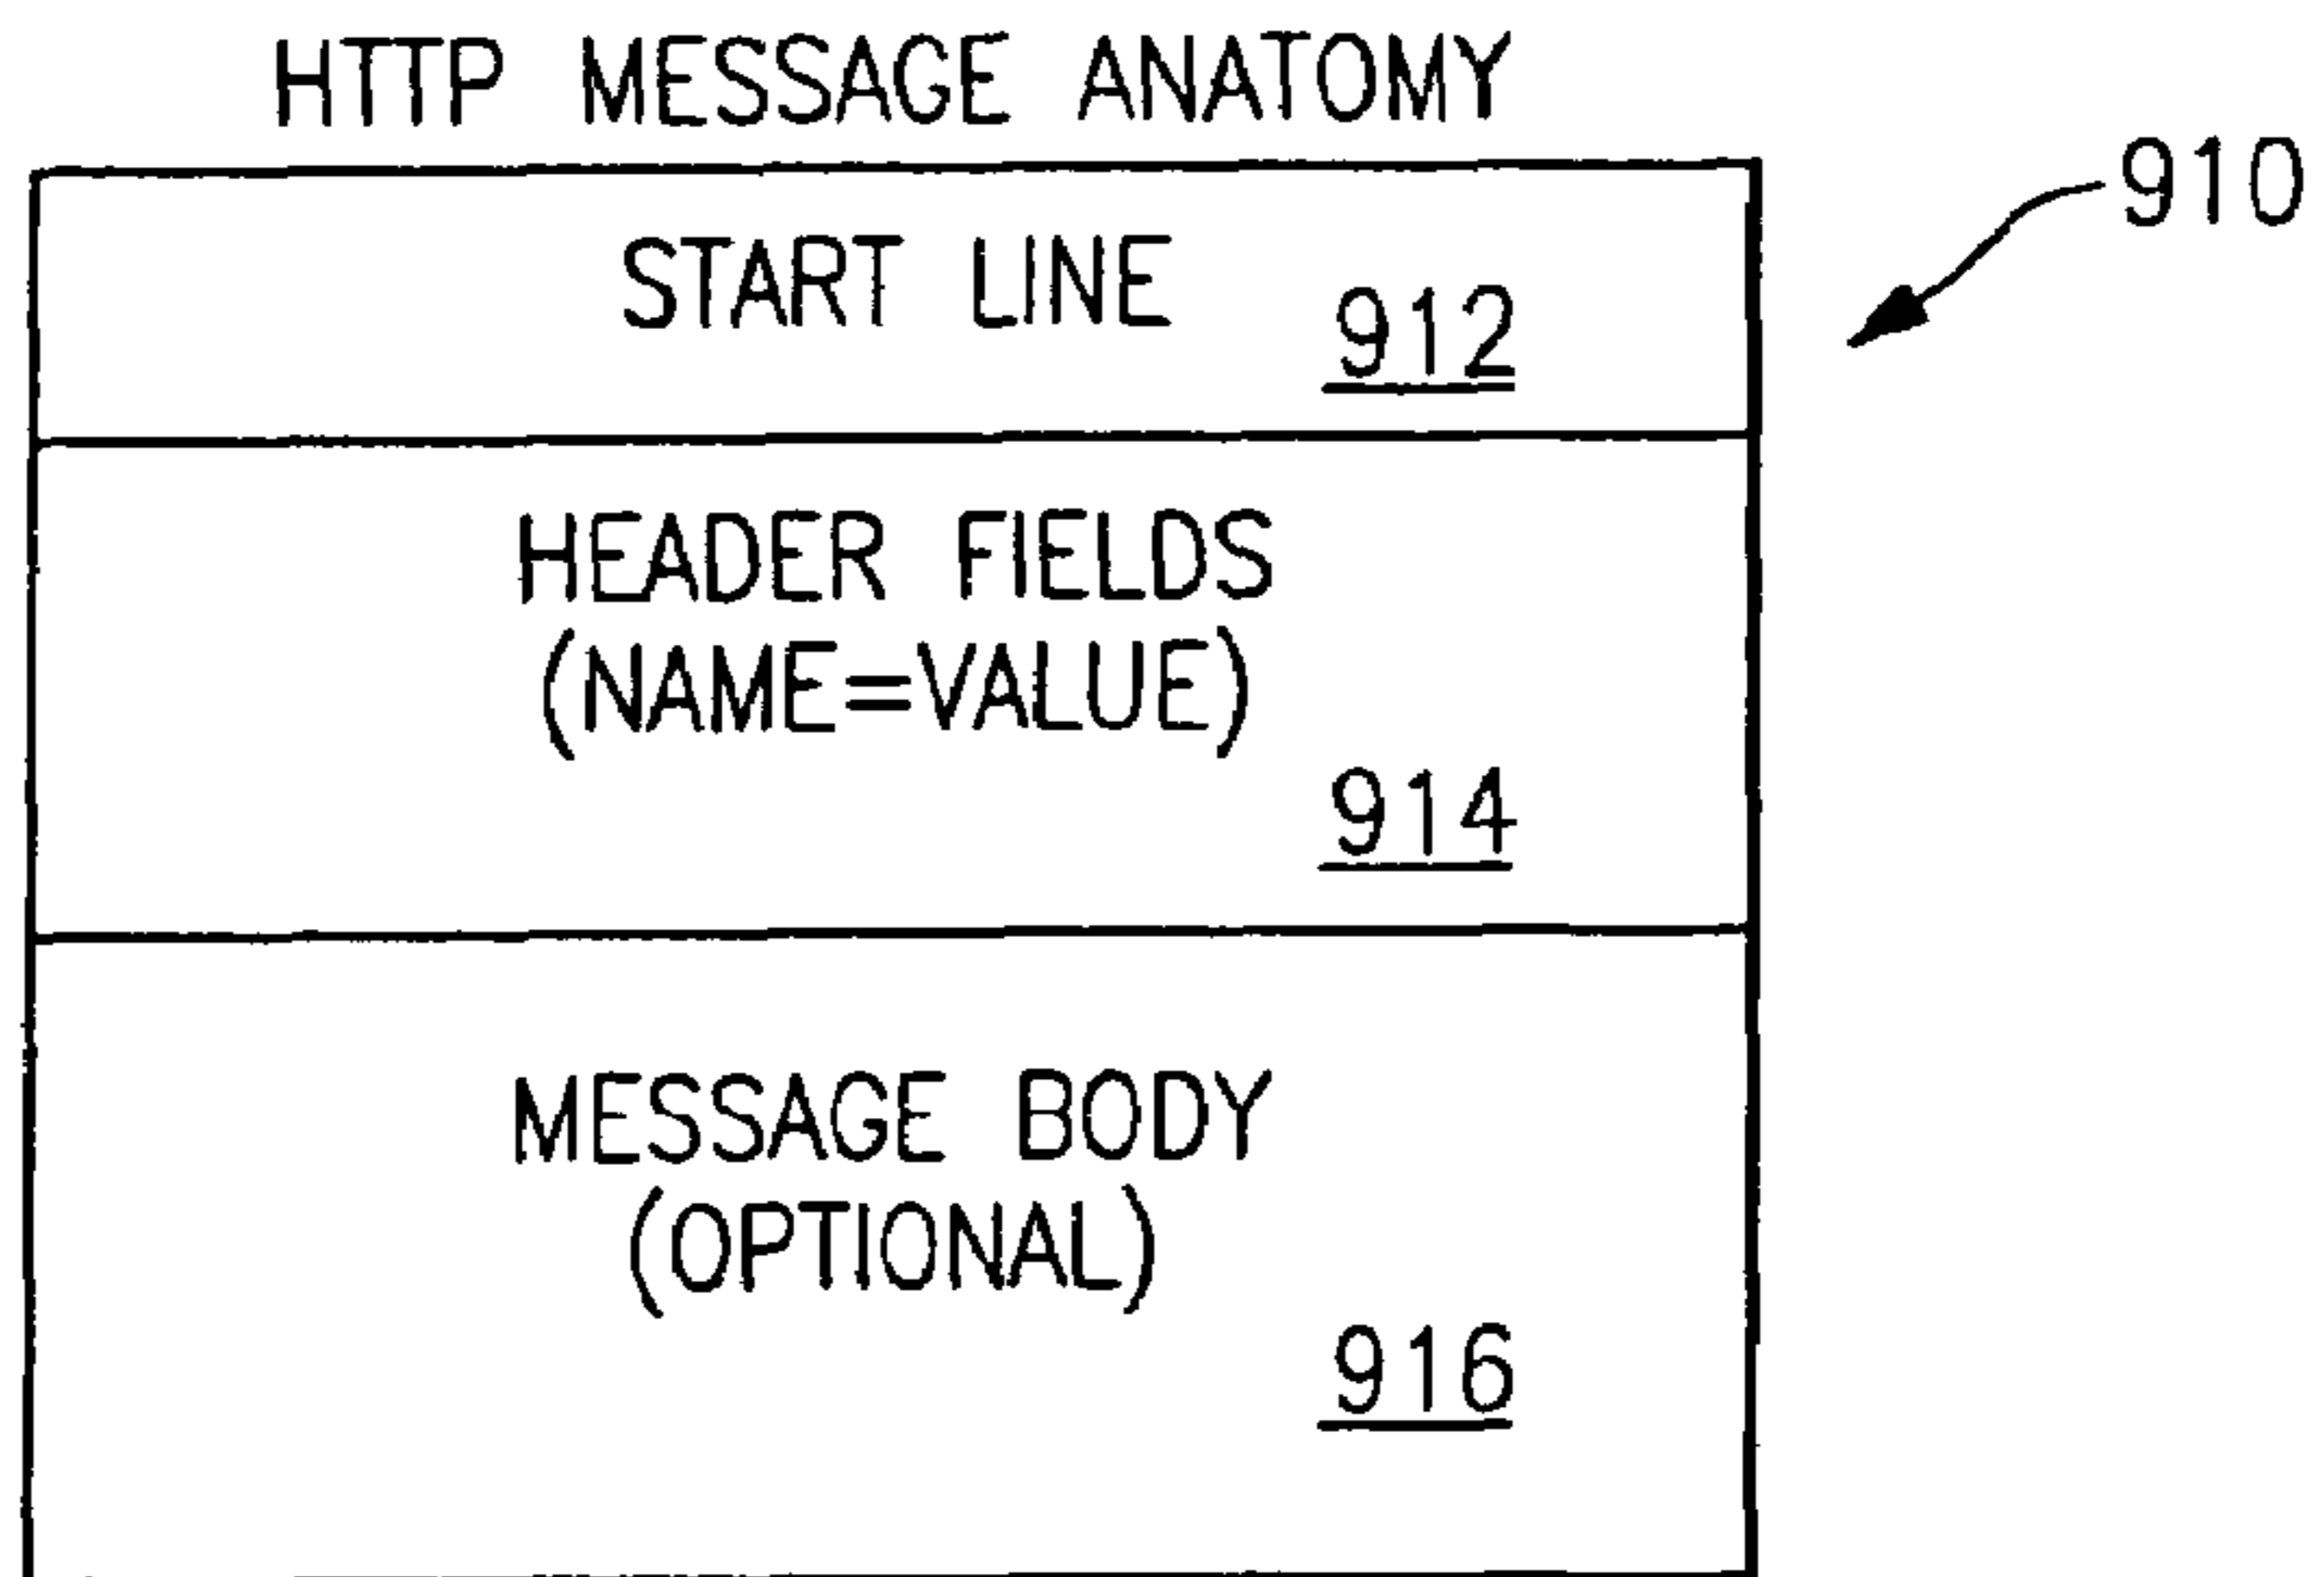 HTTP MESSAGE ANATOMY
910
START LINE
912
HEADER FIELDS
(NAME=VALUE)
914
MESSAGE BODY
(OPTIONAL)
916